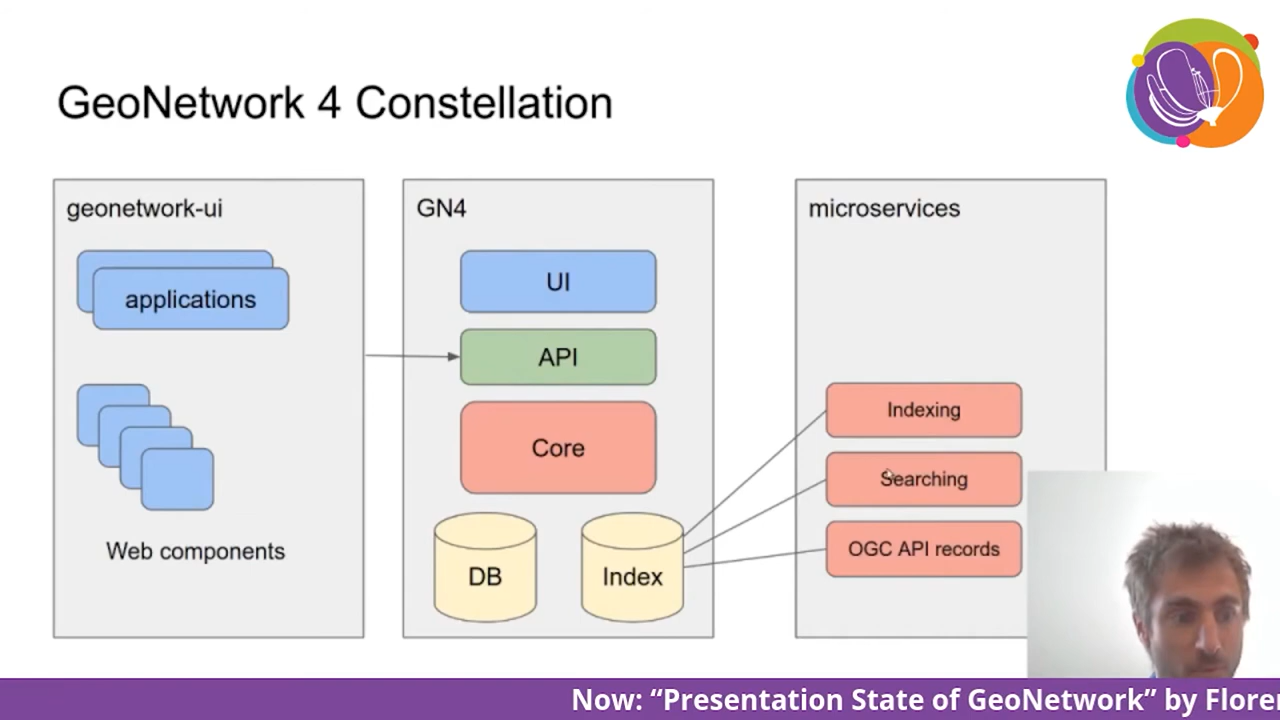 GeoNetwork 4 Constellation
geonetwork-ui
applications
Web components
GN4
UI
API
Core
DB
Index
microservices
Indexing
Searching
OGC API records
Now: “Presentation State of GeoNetwork” by Flore